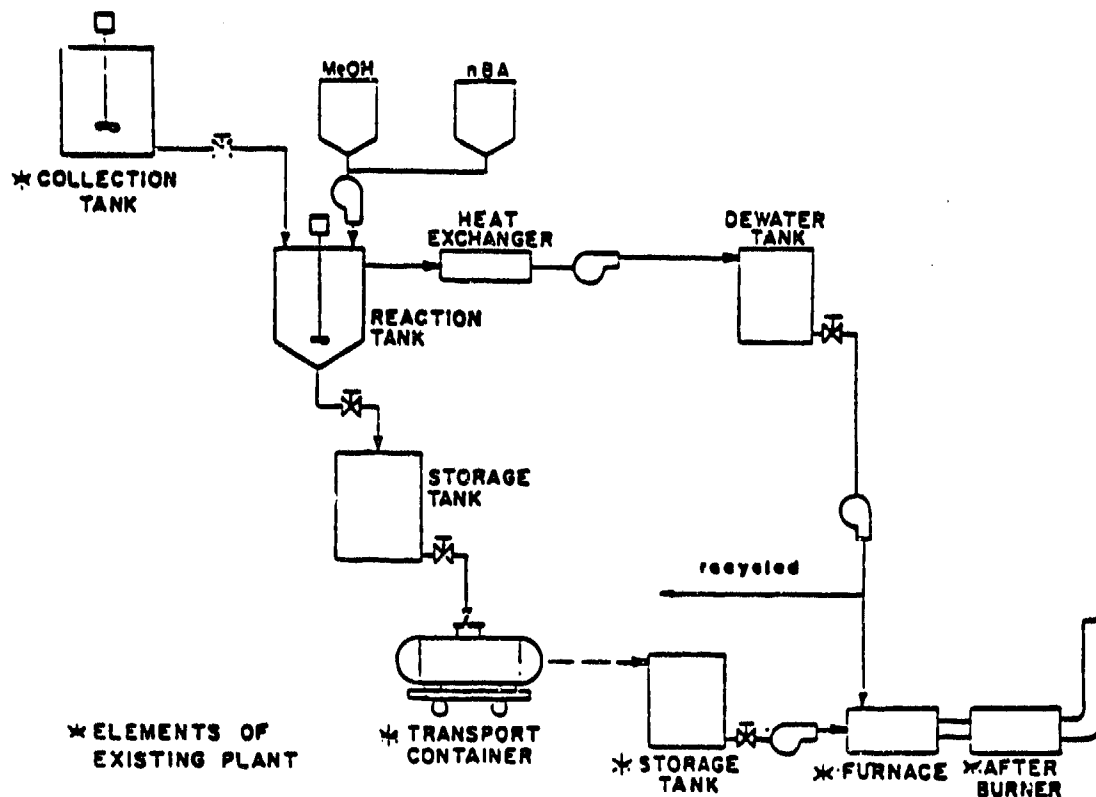 MeOH
nBA
* COLLECTION
TANK
HEAT
EXCHANGER
DEWATER
TANK
REACTION
TANK
STORAGE
TANK
recycled
* ELEMENTS OF
EXISTING PLANT
* TRANSPORT
CONTAINER
* STORAGE
TANK
* FURNACE
* AFTER
BURNER